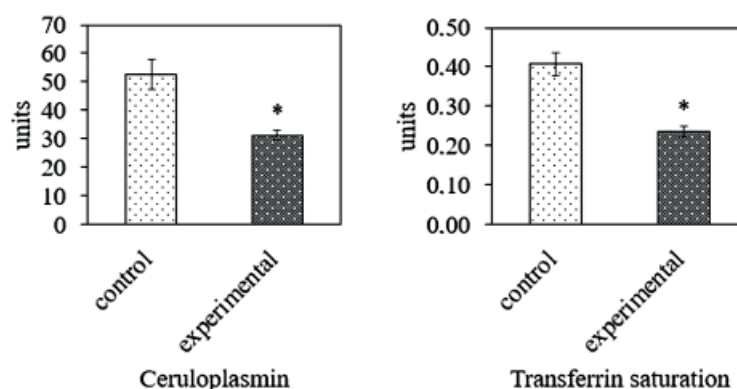 70
60
50
40
30
20
10
0
units
*
control
experimental
Ceruloplasmin
0.50
0.40
0.30
0.20
0.10
0.00
units
*
control
experimental
Transferrin saturation